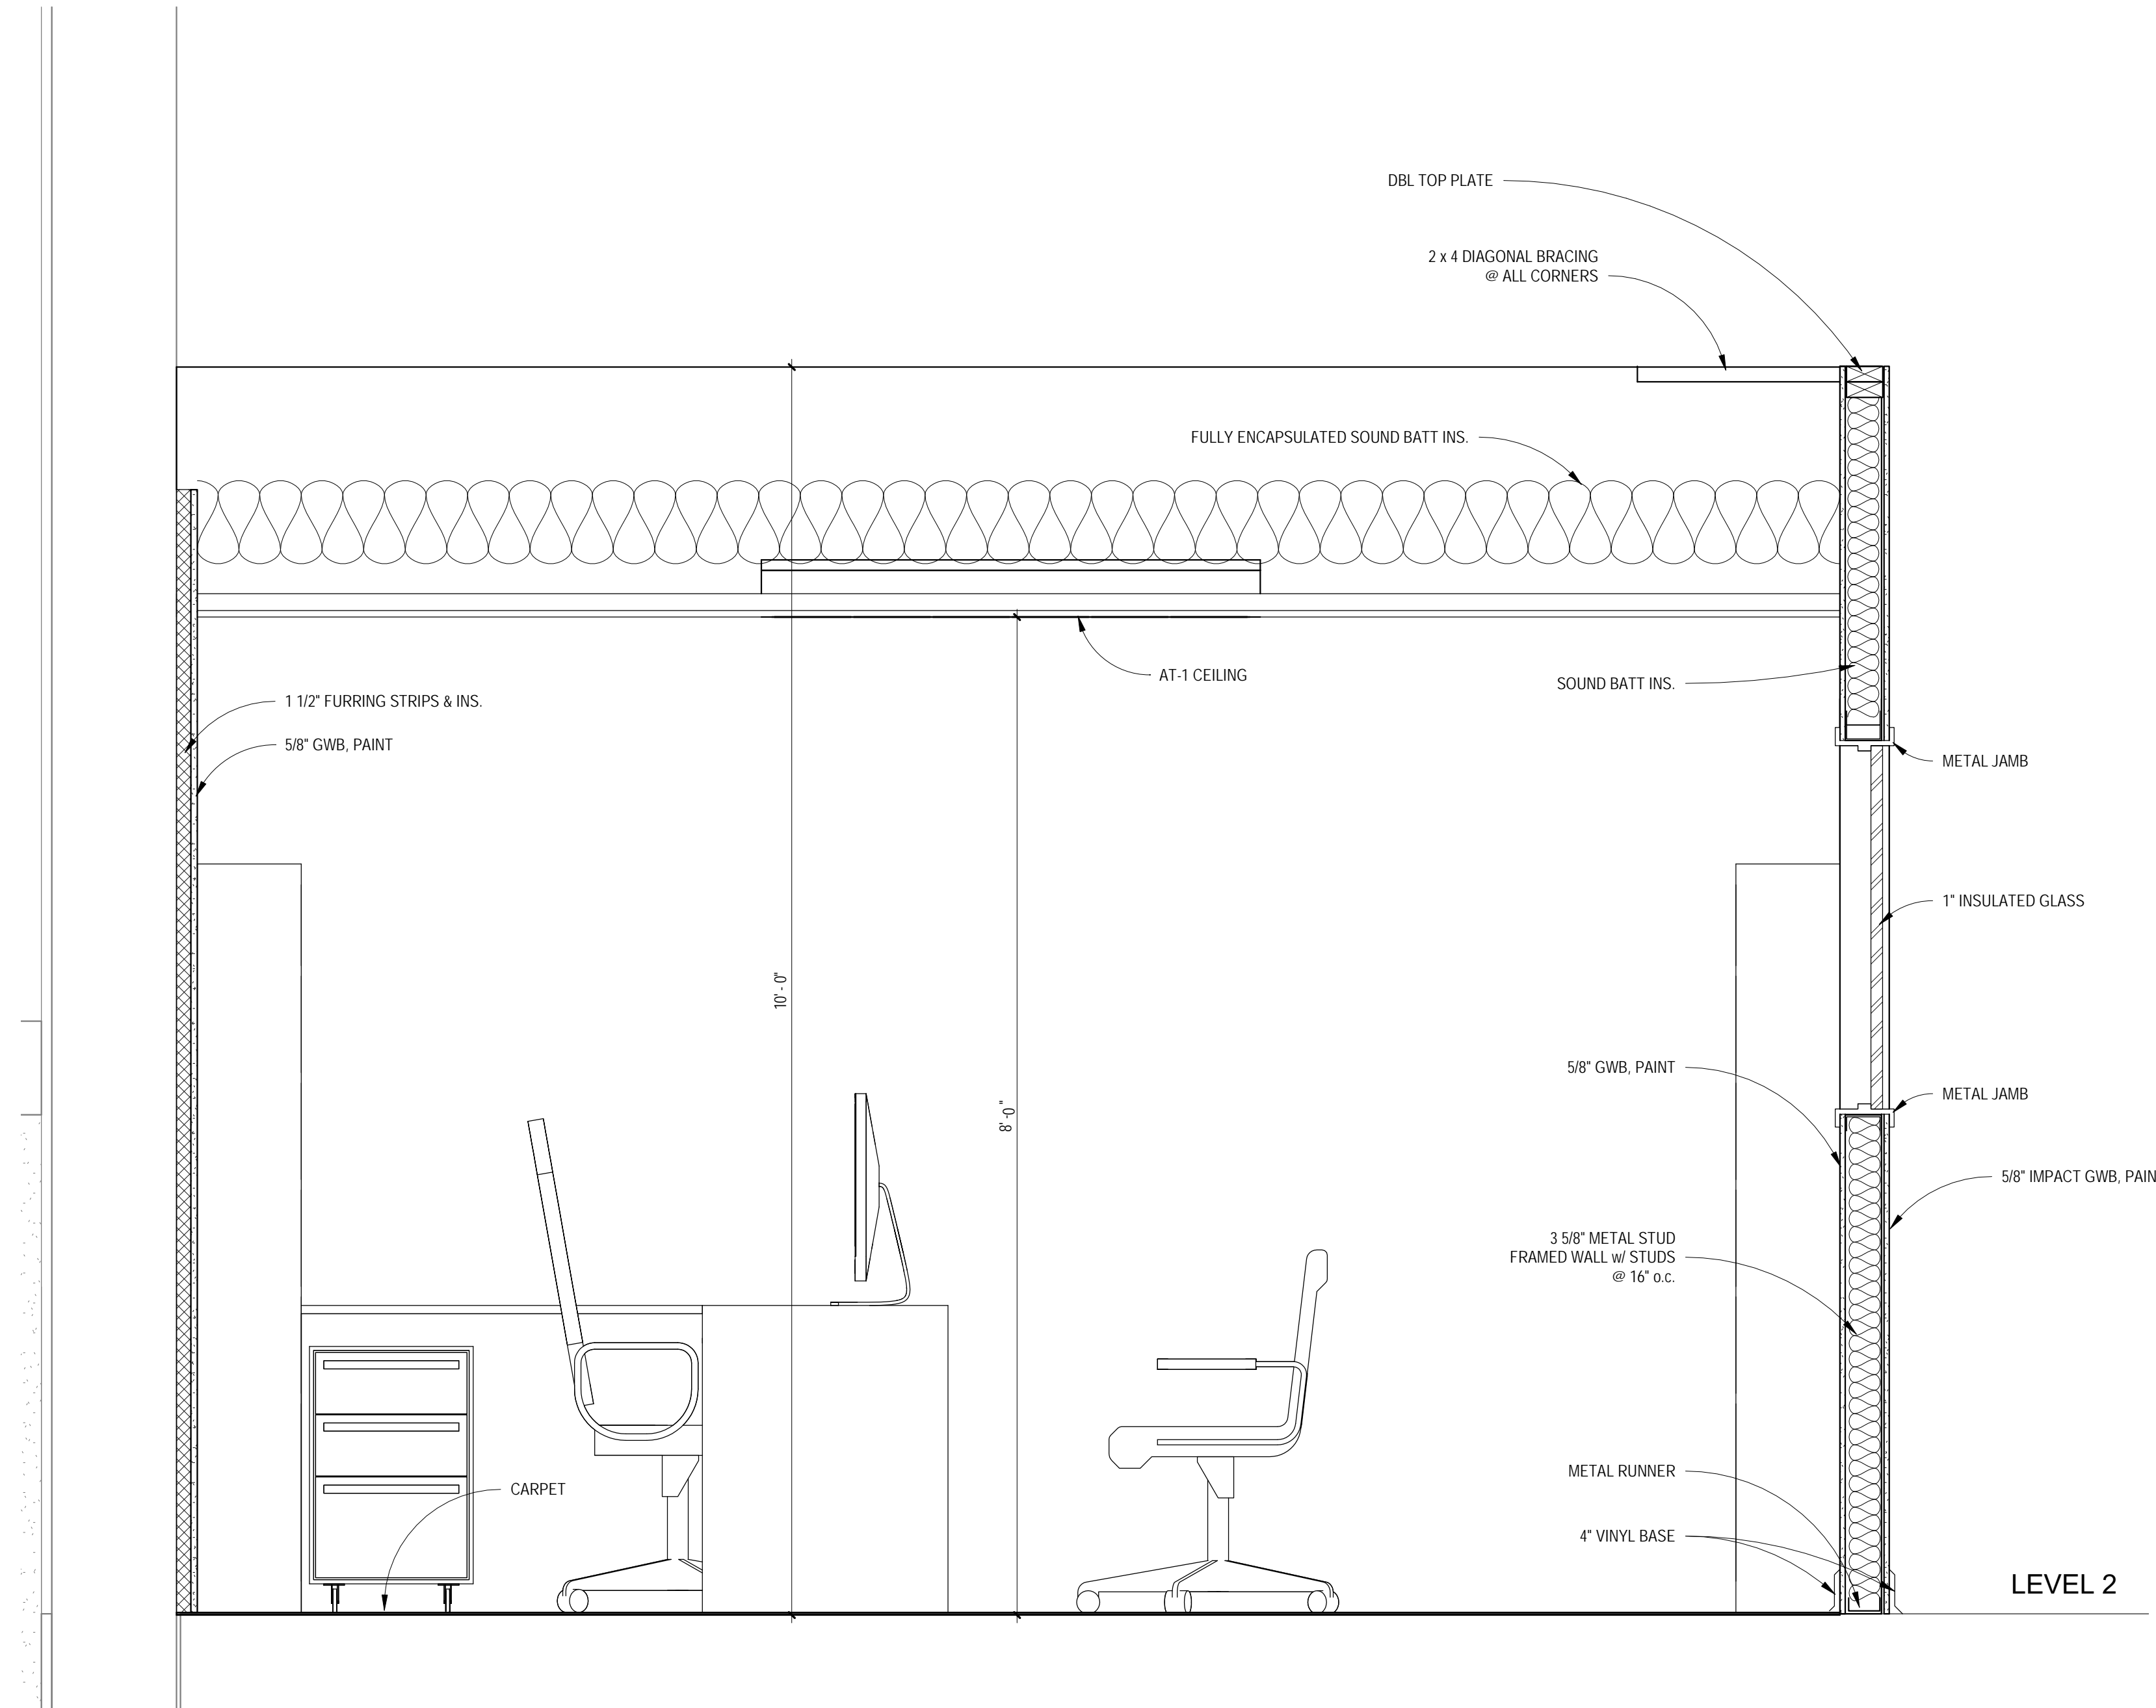 DBL TOP PLATE
2 x 4 DIAGONAL BRACING
@ ALL CORNERS
FULLY ENCAPSULATED SOUND BATT INS.
AT-1 CEILING
SOUND BATT INS.
1 1/2" FURRING STRIPS & INS.
5/8" GWB, PAINT
METAL JAMB
1" INSULATED GLASS
10' - 0"
8' -0 "
5/8" GWB, PAINT
METAL JAMB
5/8" IMPACT GWB, PAIN
3 5/8" METAL STUD
FRAMED WALL w/ STUDS
@ 16" o.c.
METAL RUNNER
CARPET
4" VINYL BASE
LEVEL 2